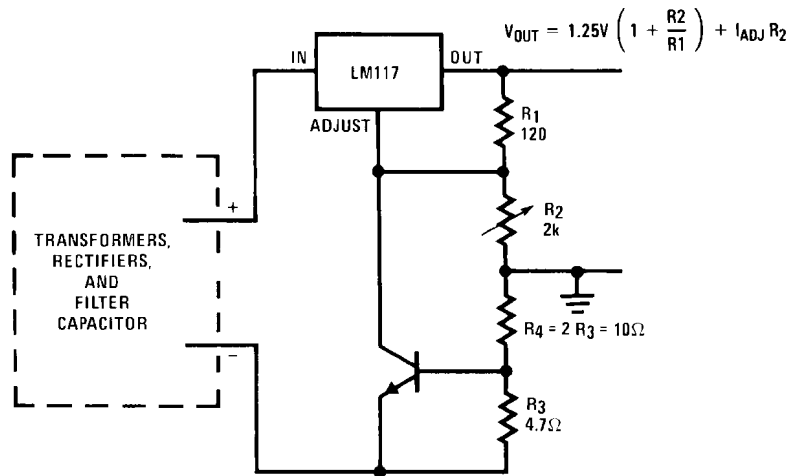 V_OUT = 1.25V (1 + R2/R1) + I_ADJ R2
IN
LM117
OUT
ADJUST
R1
120
+
R2
2k
TRANSFORMERS,
RECTIFIERS,
AND
FILTER
CAPACITOR
R4 = 2 R3 = 10Ω
−
R3
4.7Ω